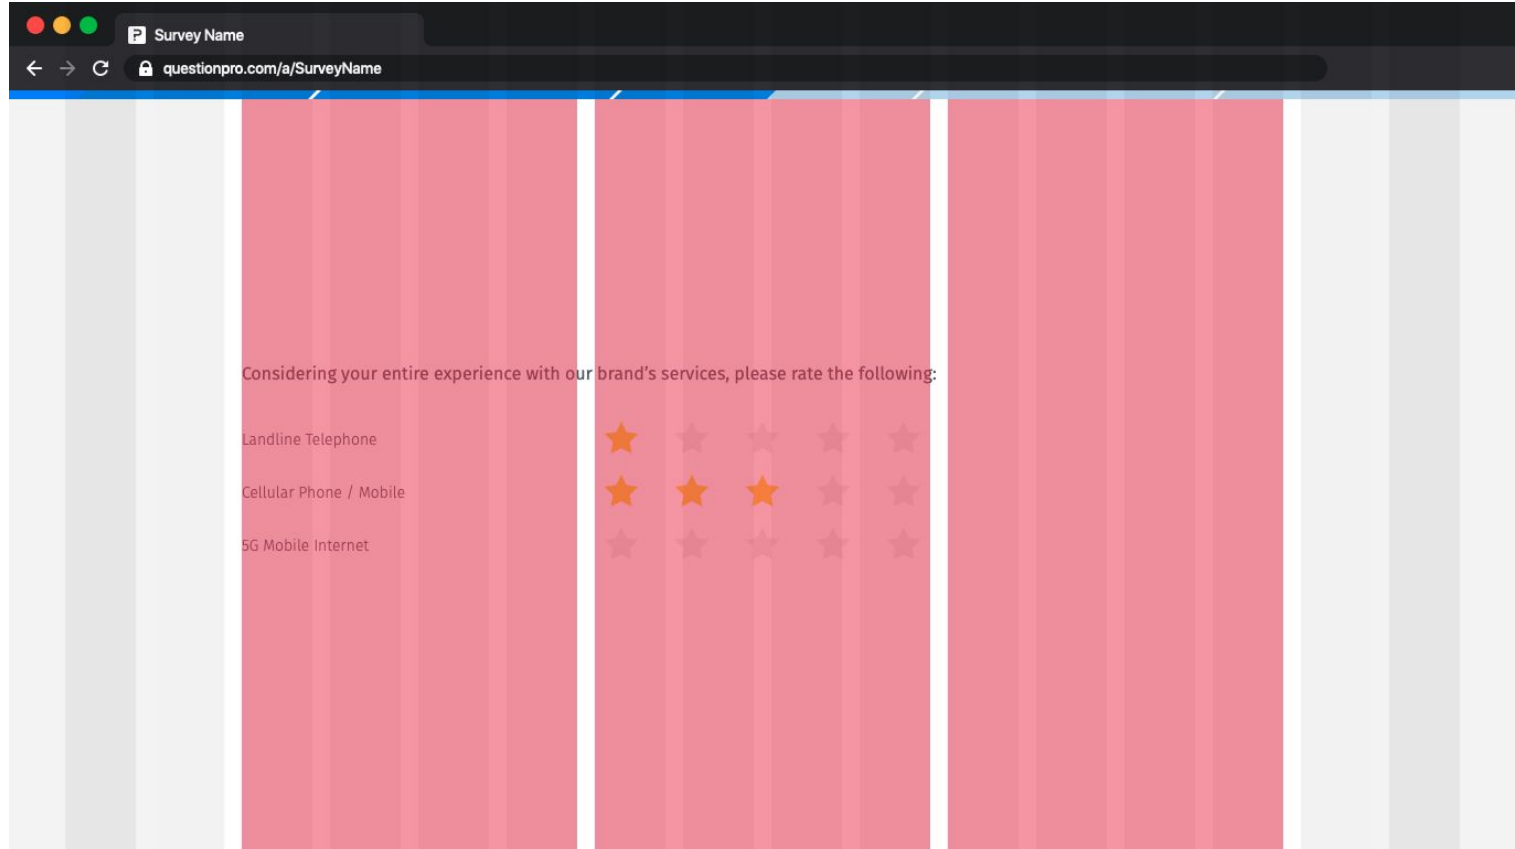 Survey Name
questionpro.com/a/SurveyName
Considering your entire experience with our brand’s services, please rate the following:
Landline Telephone
Cellular Phone / Mobile
5G Mobile Internet